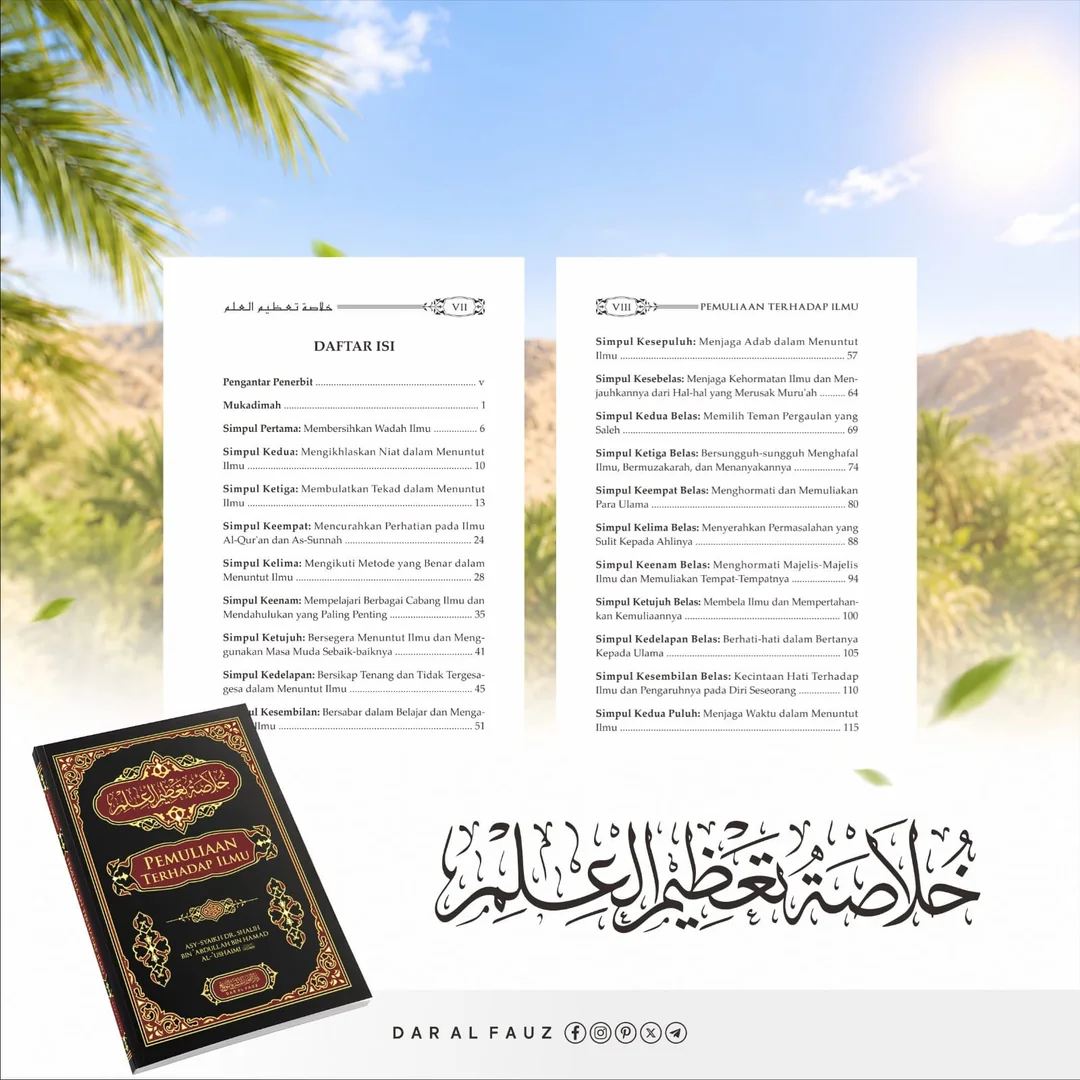 خلاصة تعظيم العلم
VII
DAFTAR ISI
Pengantar Penerbit ........ v
Mukadimah ........ 1
Simpul Pertama: Membersihkan Wadah Ilmu ........ 6
Simpul Kedua: Mengikhlaskan Niat dalam Menuntut
Ilmu ........ 10
Simpul Ketiga: Membulatkan Tekad dalam Menuntut
Ilmu ........ 13
Simpul Keempat: Mencurahkan Perhatian pada Ilmu
Al-Qur'an dan As-Sunnah ........ 24
Simpul Kelima: Mengikuti Metode yang Benar dalam
Menuntut Ilmu ........ 28
Simpul Keenam: Mempelajari Berbagai Cabang Ilmu dan
Mendahulukan yang Paling Penting ........ 35
Simpul Ketujuh: Bersegera Menuntut Ilmu dan Meng-
gunakan Masa Muda Sebaik-baiknya ........ 41
Simpul Kedelapan: Bersikap Tenang dan Tidak Tergesa-
gesa dalam Menuntut Ilmu ........ 45
Kesembilan: Bersabar dalam Belajar dan Menga-
Ilmu ........ 51
VIII
PEMULIAAN TERHADAP ILMU
Simpul Kesepuluh: Menjaga Adab dalam Menuntut
Ilmu ........ 57
Simpul Kesebelas: Menjaga Kehormatan Ilmu dan Men-
jauhkannya dari Hal-hal yang Merusak Muru'ah ........ 64
Simpul Kedua Belas: Memilih Teman Pergaulan yang
Saleh ........ 69
Simpul Ketiga Belas: Bersungguh-sungguh Menghafal
Ilmu, Bermuzakarah, dan Menanyakannya ........ 74
Simpul Keempat Belas: Menghormati dan Memuliakan
Para Ulama ........ 80
Simpul Kelima Belas: Menyerahkan Permasalahan yang
Sulit Kepada Ahlinya ........ 88
Simpul Keenam Belas: Menghormati Majelis-Majelis
Ilmu dan Memuliakan Tempat-Tempatnya ........ 94
Simpul Ketujuh Belas: Membela Ilmu dan Mempertahan-
kan Kemuliaannya ........ 100
Simpul Kedelapan Belas: Berhati-hati dalam Bertanya
Kepada Ulama ........ 105
Simpul Kesembilan Belas: Kecintaan Hati Terhadap
Ilmu dan Pengaruhnya pada Diri Seseorang ........ 110
Simpul Kedua Puluh: Menjaga Waktu dalam Menuntut
Ilmu ........ 115
خُلَاصَةُ تَعْظِيمِ الْعِلْمِ
PEMULIAAN
TERHADAP ILMU
ASY-SYAIKH DR. SHALIH
BIN 'ABDULLAH BIN HAMAD
AL-'USHAIMI
DAR AL FAUZ
خُلَاصَةُ تَعْظِيمِ الْعِلْمِ
DAR AL FAUZ